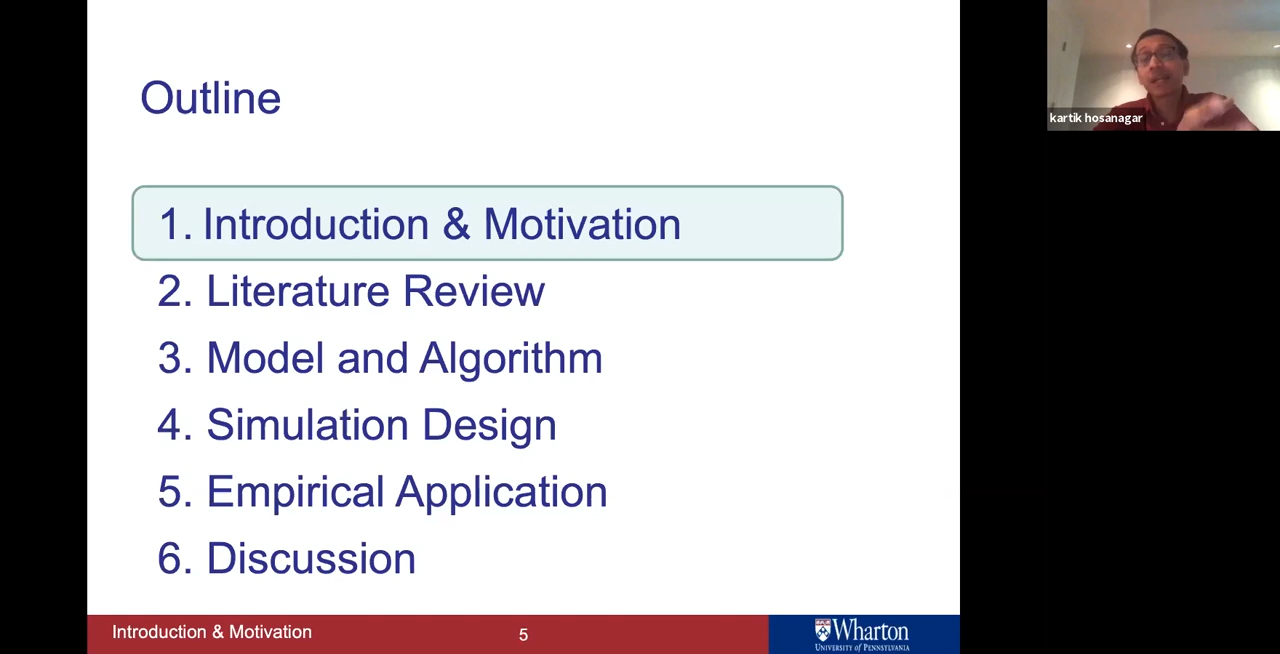 Outline
1. Introduction & Motivation
2. Literature Review
3. Model and Algorithm
4. Simulation Design
5. Empirical Application
6. Discussion
Introduction & Motivation
5
Wharton
UNIVERSITY of PENNSYLVANIA
kartik hosanagar